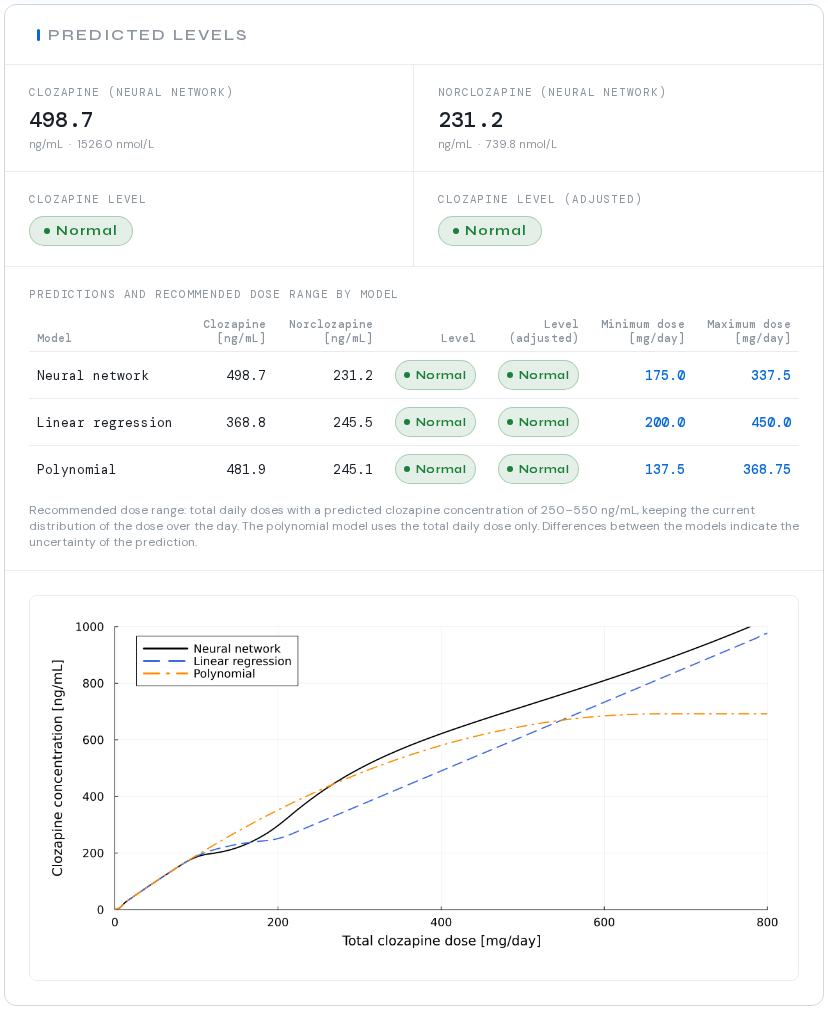 PREDICTED LEVELS
CLOZAPINE (NEURAL NETWORK)
498.7
ng/mL · 1526.0 nmol/L
NORCLOZAPINE (NEURAL NETWORK)
231.2
ng/mL · 739.8 nmol/L
CLOZAPINE LEVEL
Normal
CLOZAPINE LEVEL (ADJUSTED)
Normal
PREDICTIONS AND RECOMMENDED DOSE RANGE BY MODEL
Model Clozapine [ng/mL] Norclozapine [ng/mL] Level Level (adjusted) Minimum dose [mg/day] Maximum dose [mg/day]
Neural network 498.7 231.2 Normal Normal 175.0 337.5
Linear regression 368.8 245.5 Normal Normal 200.0 450.0
Polynomial 481.9 245.1 Normal Normal 137.5 368.75
Recommended dose range: total daily doses with a predicted clozapine concentration of 250–550 ng/mL, keeping the current
distribution of the dose over the day. The polynomial model uses the total daily dose only. Differences between the models indicate the
uncertainty of the prediction.
Clozapine concentration [ng/mL]
1000
800
600
400
200
0
Neural network
Linear regression
Polynomial
0 200 400 600 800
Total clozapine dose [mg/day]